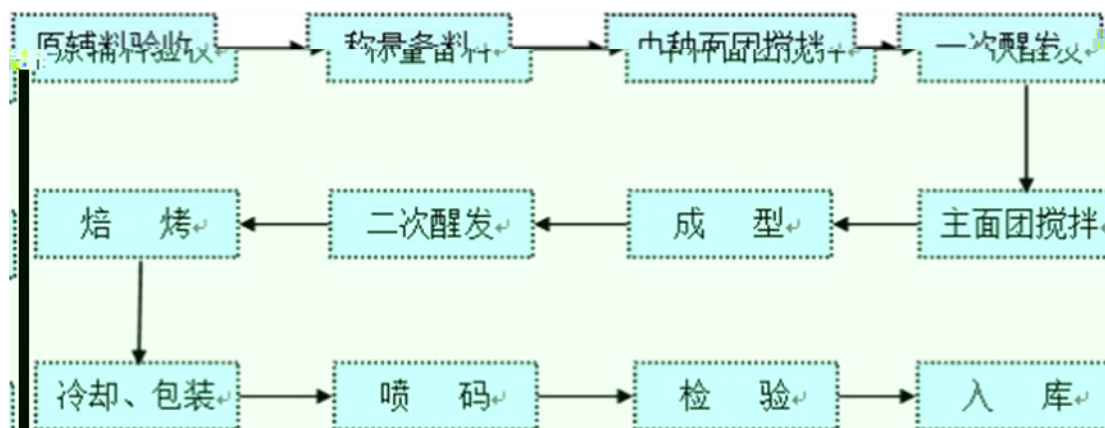 原辅料验收 称量备料 中种面团搅拌 一次醒发
焙 烤 二次醒发 成 型 主面团搅拌
冷却、包装 喷 码 检 验 入 库